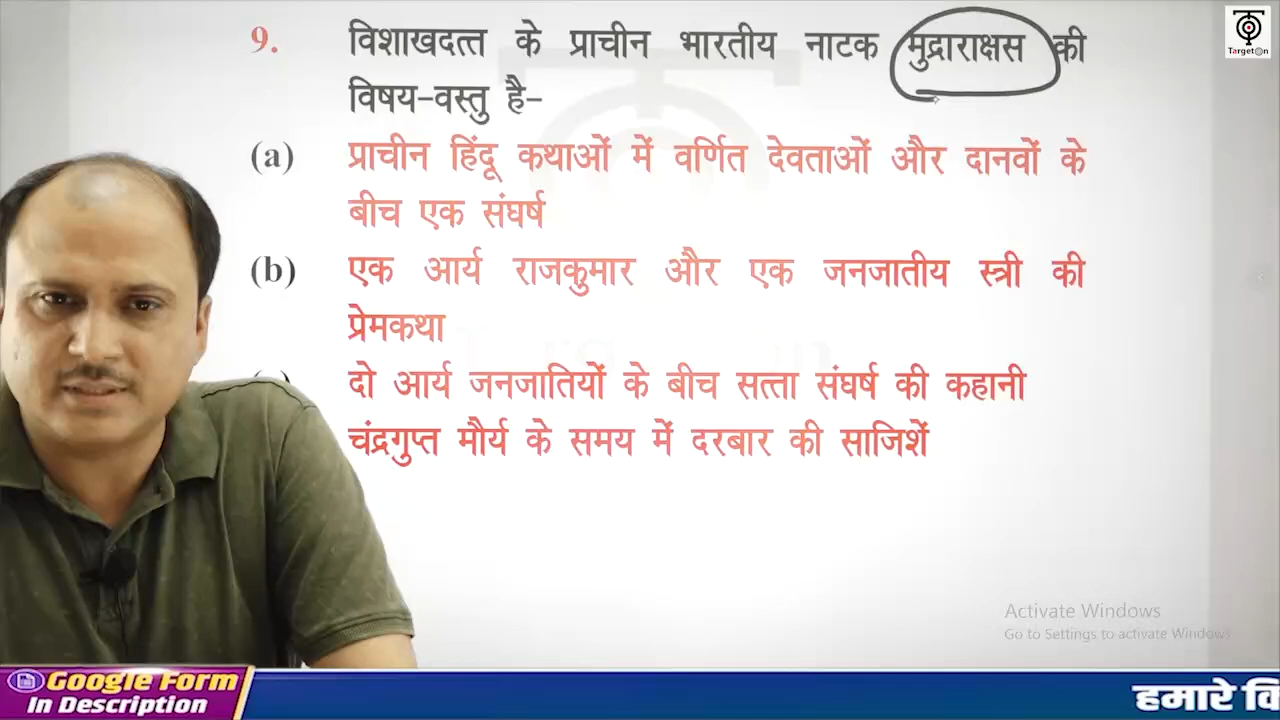 9. विशाखदत्त के प्राचीन भारतीय नाटक मुद्राराक्षस की
विषय-वस्तु है-
(a) प्राचीन हिंदू कथाओं में वर्णित देवताओं और दानवों के
बीच एक संघर्ष
(b) एक आर्य राजकुमार और एक जनजातीय स्त्री की
प्रेमकथा
दो आर्य जनजातियों के बीच सत्ता संघर्ष की कहानी
चंद्रगुप्त मौर्य के समय में दरबार की साजिशें
TargetOn
Activate Windows
Go to Settings to activate Windows.
Google Form
In Description
हमारे